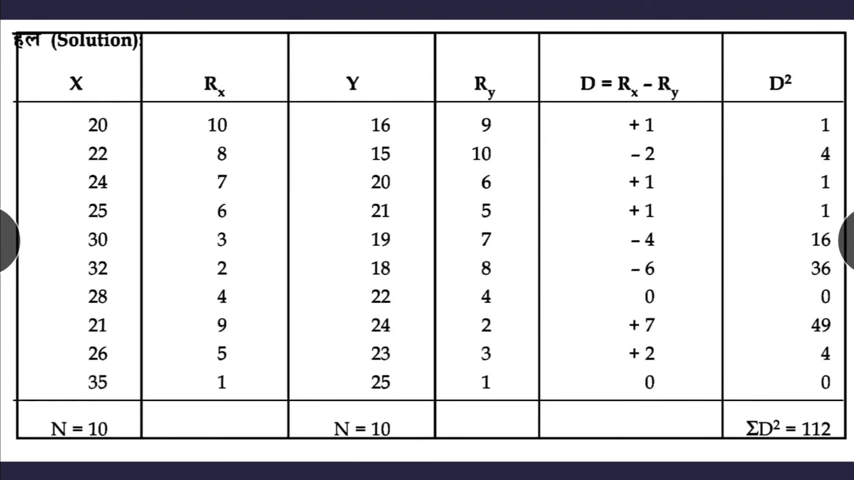 हल (Solution):
X R_x Y R_y D = R_x – R_y D²
20 10 16 9 + 1 1
22 8 15 10 – 2 4
24 7 20 6 + 1 1
25 6 21 5 + 1 1
30 3 19 7 – 4 16
32 2 18 8 – 6 36
28 4 22 4 0 0
21 9 24 2 + 7 49
26 5 23 3 + 2 4
35 1 25 1 0 0
N = 10 N = 10 ΣD² = 112